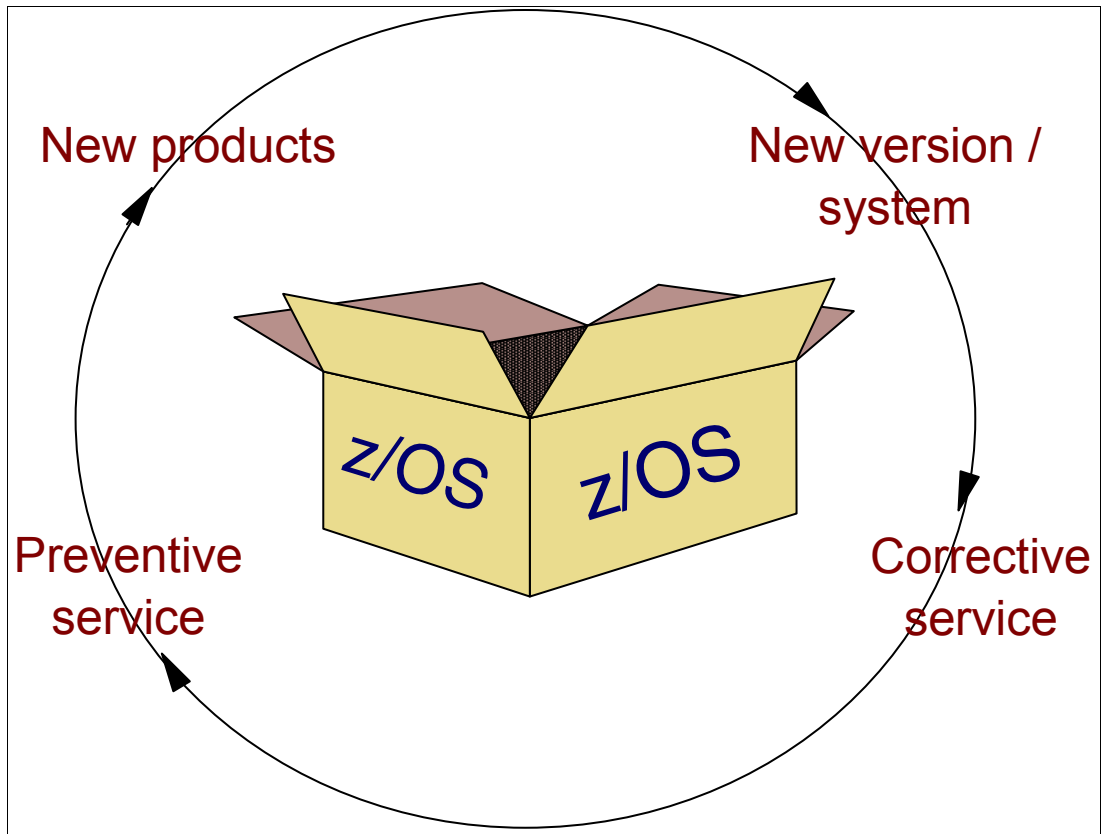 New products
New version /
system
z/OS
z/OS
Preventive
service
Corrective
service